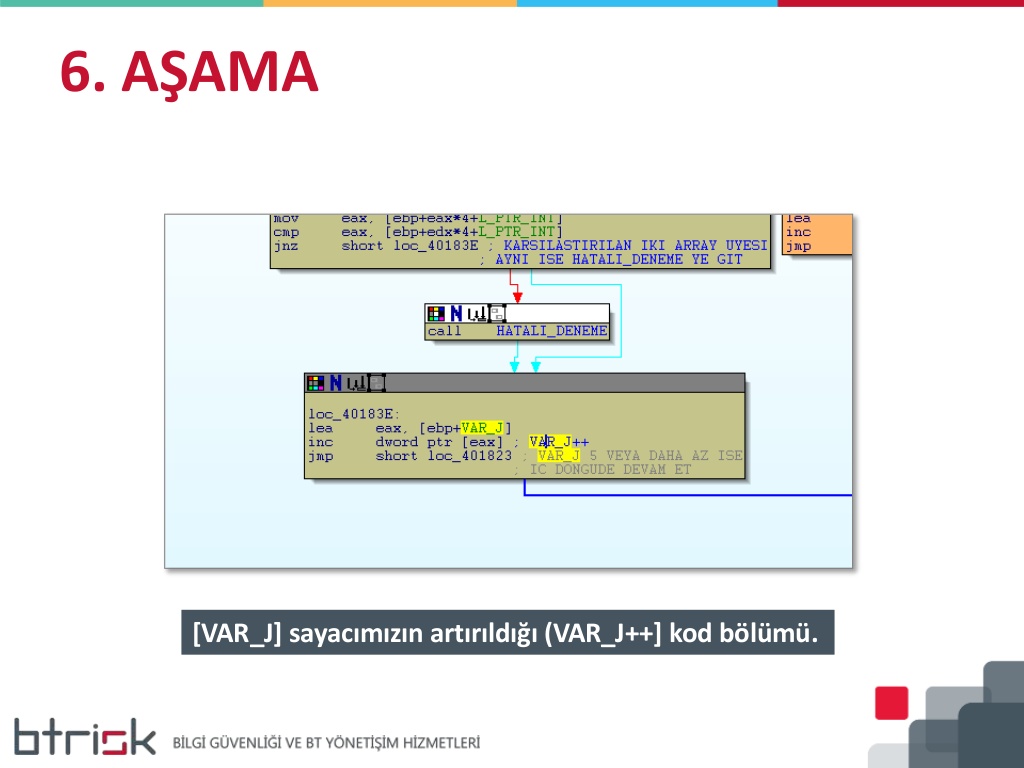 6. AŞAMA
mov eax, [ebp+eax*4+L_PTR_INT]
cmp eax, [ebp+edx*4+L_PTR_INT]
jnz short loc_40183E ; KARSILASTIRILAN IKI ARRAY UYESI
; AYNI ISE HATALI_DENEME YE GIT
lea
inc
jmp
call HATALI_DENEME
loc_40183E:
lea eax, [ebp+VAR_J]
inc dword ptr [eax] ; VAR_J++
jmp short loc_401823 ; VAR_J 5 VEYA DAHA AZ ISE
; IC DONGUDE DEVAM ET
[VAR_J] sayacımızın artırıldığı (VAR_J++] kod bölümü.
btrisk BİLGİ GÜVENLİĞİ VE BT YÖNETİŞİM HİZMETLERİ